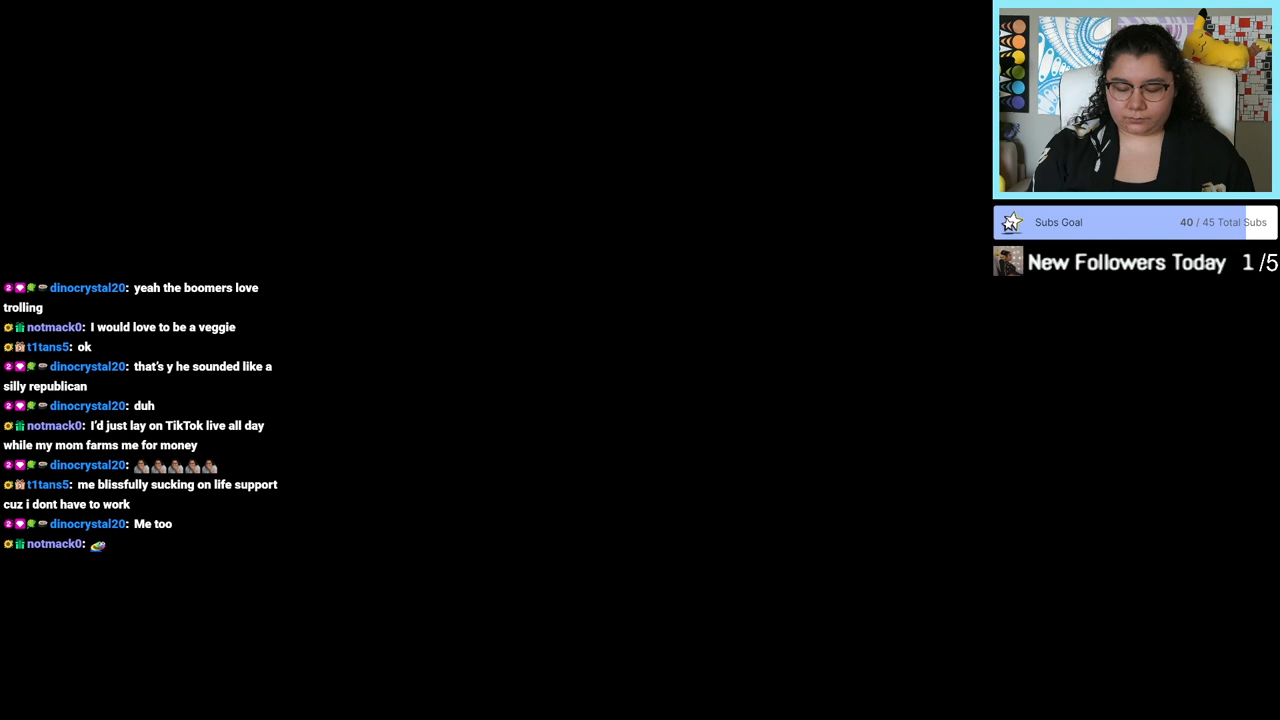 Subs Goal 40 / 45 Total Subs
New Followers Today 1 /5
dinocrystal20: yeah the boomers love
trolling
notmack0: I would love to be a veggie
t1tans5: ok
dinocrystal20: that's y he sounded like a
silly republican
dinocrystal20: duh
notmack0: I'd just lay on TikTok live all day
while my mom farms me for money
dinocrystal20:
t1tans5: me blissfully sucking on life support
cuz i dont have to work
dinocrystal20: Me too
notmack0: